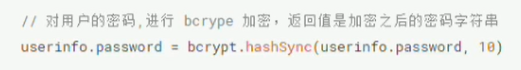 // 对用户的密码,进行 bcrype 加密，返回值是加密之后的密码字符串
userinfo.password = bcrypt.hashSync(userinfo.password, 10)